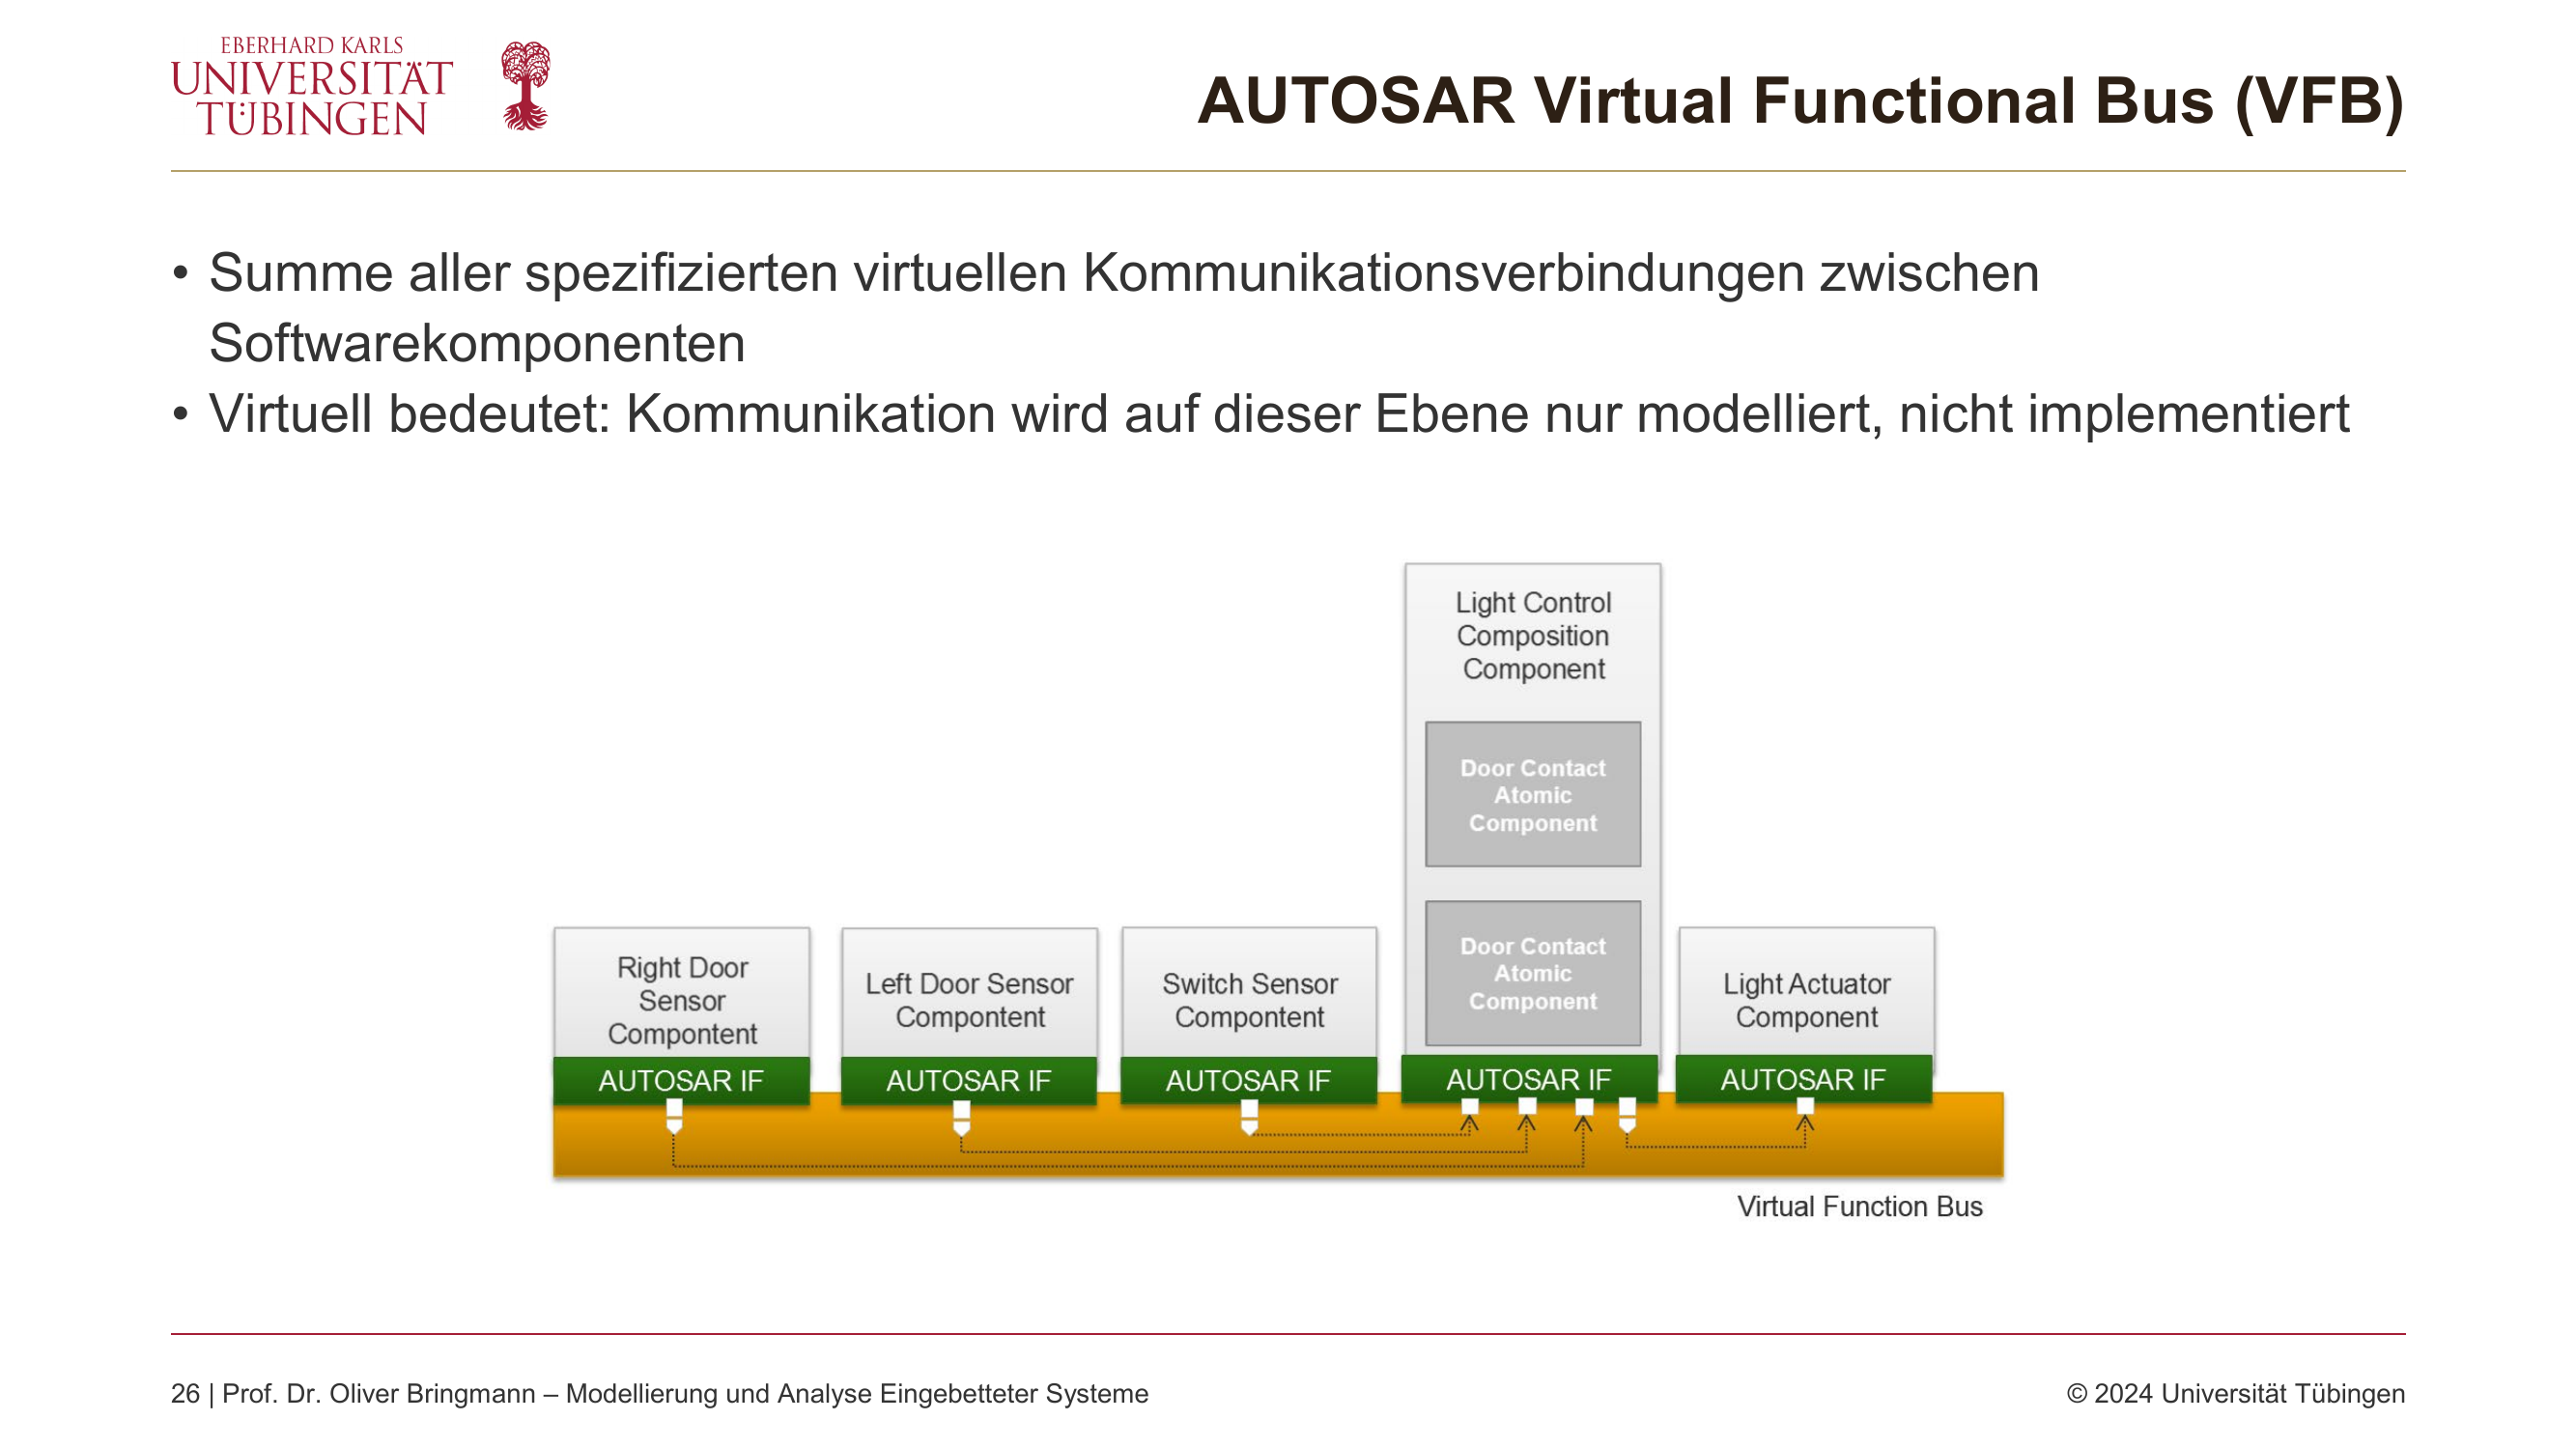 EBERHARD KARLS
UNIVERSITÄT
TÜBINGEN
AUTOSAR Virtual Functional Bus (VFB)
• Summe aller spezifizierten virtuellen Kommunikationsverbindungen zwischen
Softwarekomponenten
• Virtuell bedeutet: Kommunikation wird auf dieser Ebene nur modelliert, nicht implementiert
Light Control
Composition
Component
Door Contact
Atomic
Component
Door Contact
Atomic
Component
Right Door
Sensor
Compontent
Left Door Sensor
Compontent
Switch Sensor
Compontent
Light Actuator
Component
AUTOSAR IF
AUTOSAR IF
AUTOSAR IF
AUTOSAR IF
AUTOSAR IF
Virtual Function Bus
26 | Prof. Dr. Oliver Bringmann – Modellierung und Analyse Eingebetteter Systeme
© 2024 Universität Tübingen